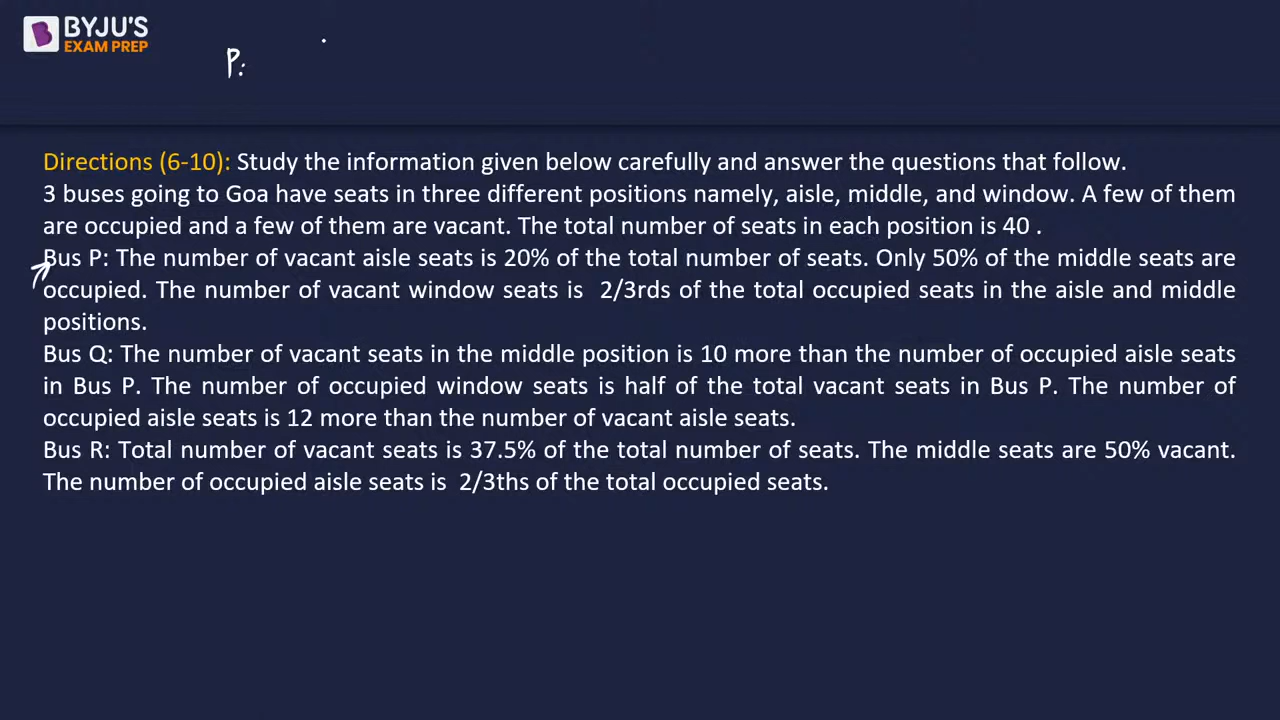 BYJU'S
EXAM PREP
P:
Directions (6-10): Study the information given below carefully and answer the questions that follow.
3 buses going to Goa have seats in three different positions namely, aisle, middle, and window. A few of them
are occupied and a few of them are vacant. The total number of seats in each position is 40 .
Bus P: The number of vacant aisle seats is 20% of the total number of seats. Only 50% of the middle seats are
occupied. The number of vacant window seats is 2/3rds of the total occupied seats in the aisle and middle
positions.
Bus Q: The number of vacant seats in the middle position is 10 more than the number of occupied aisle seats
in Bus P. The number of occupied window seats is half of the total vacant seats in Bus P. The number of
occupied aisle seats is 12 more than the number of vacant aisle seats.
Bus R: Total number of vacant seats is 37.5% of the total number of seats. The middle seats are 50% vacant.
The number of occupied aisle seats is 2/3ths of the total occupied seats.